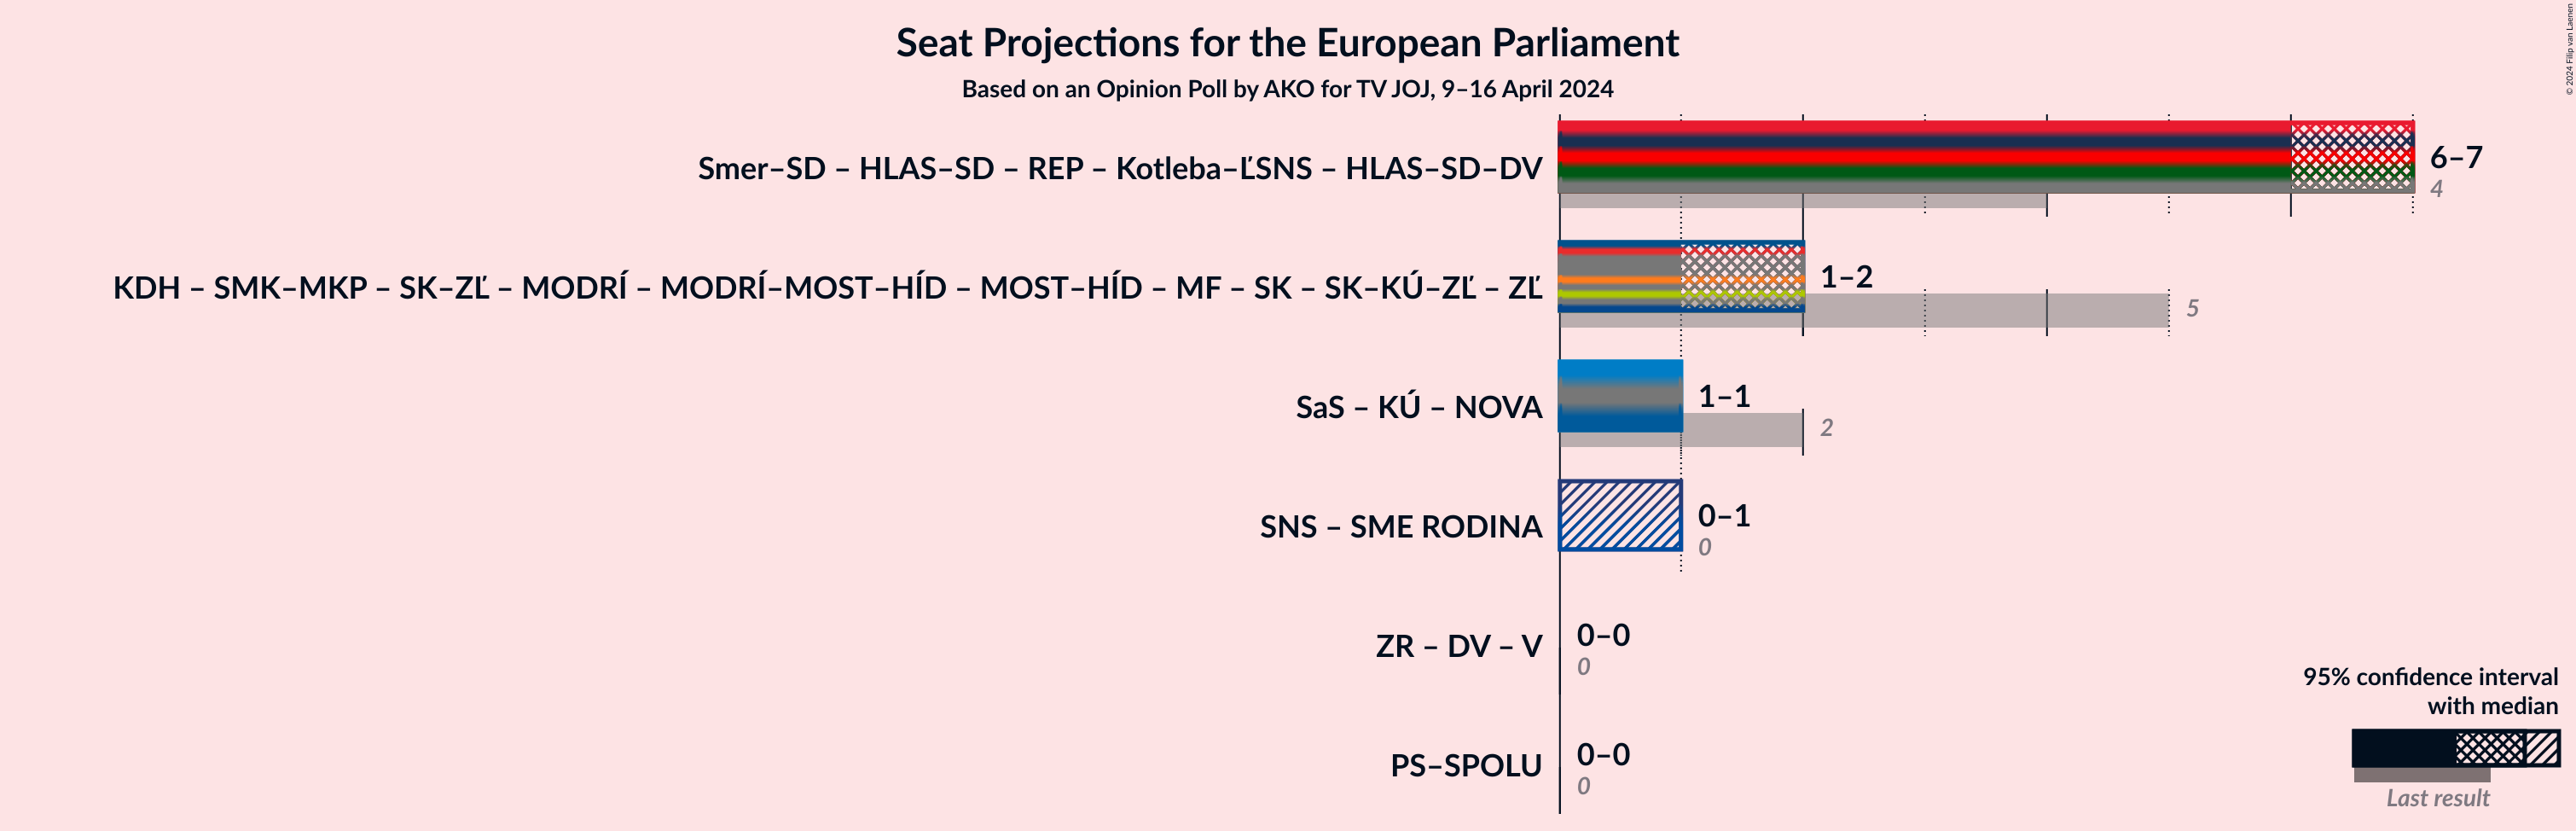 Seat Projections for the European Parliament
Based on an Opinion Poll by AKO for TV JOJ, 9–16 April 2024
© 2024 Filip van Laenen
Smer–SD – HLAS–SD – REP – Kotleba–ĽSNS – HLAS–SD–DV
6–7
4
KDH – SMK–MKP – SK–ZĽ – MODRÍ – MODRÍ–MOST–HÍD – MOST–HÍD – MF – SK – SK–KÚ–ZĽ – ZĽ
1–2
5
SaS – KÚ – NOVA
1–1
2
SNS – SME RODINA
0–1
0
ZR – DV – V
0–0
0
PS–SPOLU
0–0
0
95% confidence interval
with median
Last result